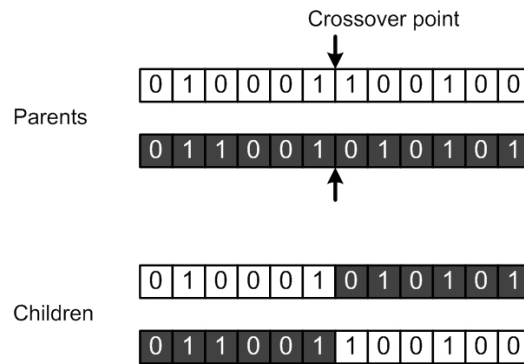 Crossover point
0 1 0 0 0 1 1 0 0 1 0 0
Parents
0 1 1 0 0 1 0 1 0 1 0 1
0 1 0 0 0 1 0 1 0 1 0 1
Children
0 1 1 0 0 1 1 0 0 1 0 0